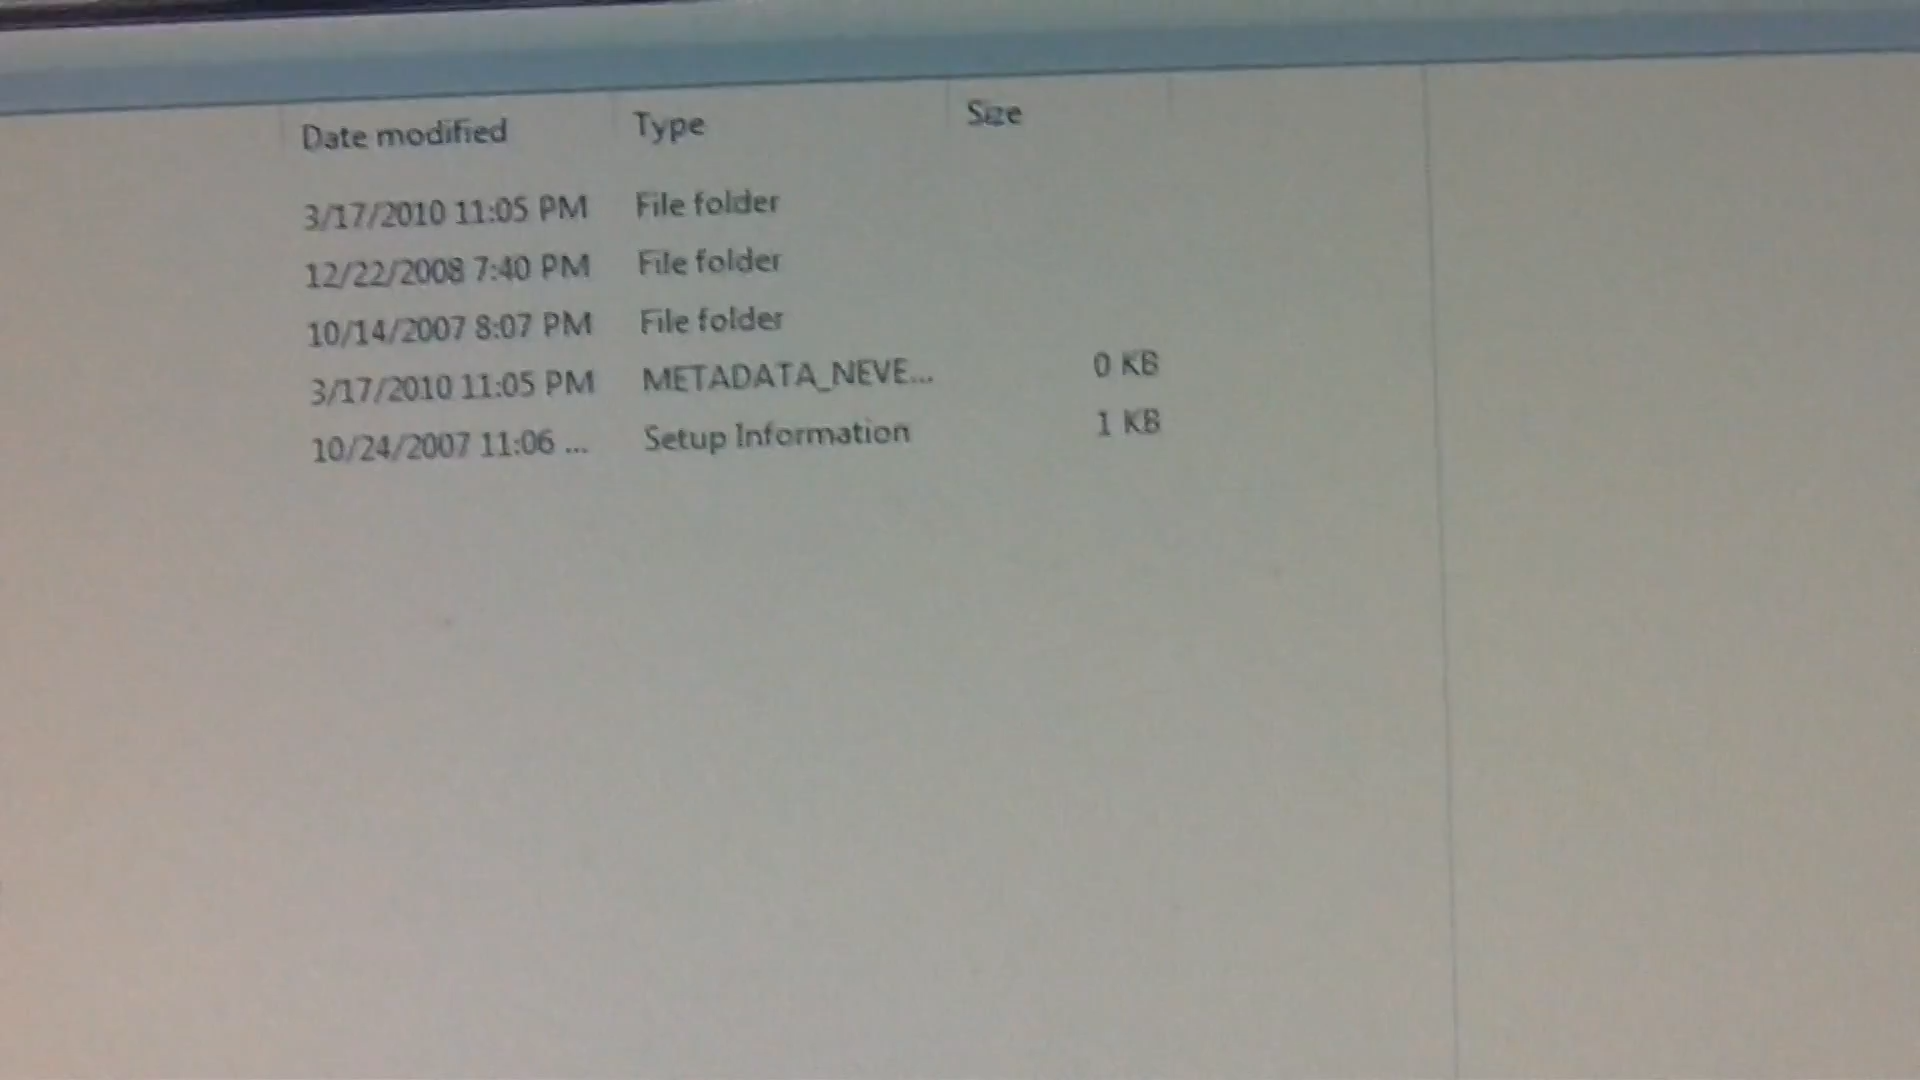 Date modified Type Size
3/17/2010 11:05 PM File folder
12/22/2008 7:40 PM File folder
10/14/2007 8:07 PM File folder
3/17/2010 11:05 PM METADATA_NEVE... 0 KB
10/24/2007 11:06 ... Setup Information 1 KB